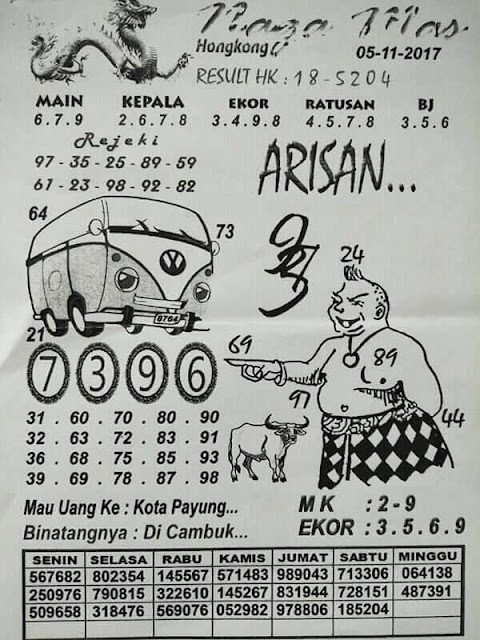 Naga Mas
Hongkong
05-11-2017
RESULT HK : 18-5204
MAIN KEPALA EKOR RATUSAN BJ
6.7.9 2.6.7.8 3.4.9.8 4.5.7.8 3.5.6
Rejeki
97 - 35 - 25 - 89 - 59
61 - 23 - 98 - 92 - 82
ARISAN...
64
73
24
8764
21
69
89
97
44
7 3 9 6
31 . 60 . 70 . 80 . 90
32 . 63 . 72 . 83 . 91
36 . 68 . 75 . 85 . 93
39 . 69 . 78 . 87 . 98
Mau Uang Ke : Kota Payung...
Binatangnya : Di Cambuk...
MK : 2-9
EKOR : 3.5.6.9
SENIN SELASA RABU KAMIS JUMAT SABTU MINGGU
567682 802354 145567 571483 989043 713306 064138
250976 790815 322610 145267 831944 728151 487391
509658 318476 569076 052982 978806 185204